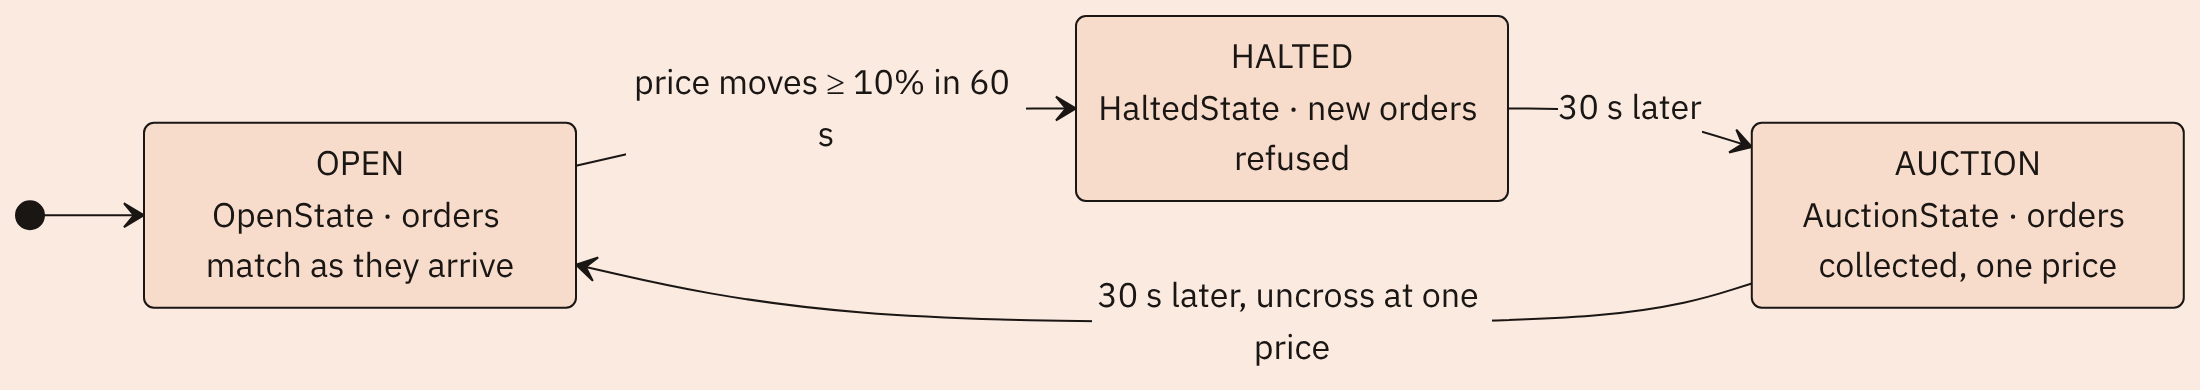 price moves ≥ 10% in 60
s
HALTED
HaltedState · new orders
refused
30 s later
OPEN
OpenState · orders
match as they arrive
AUCTION
AuctionState · orders
collected, one price
30 s later, uncross at one
price